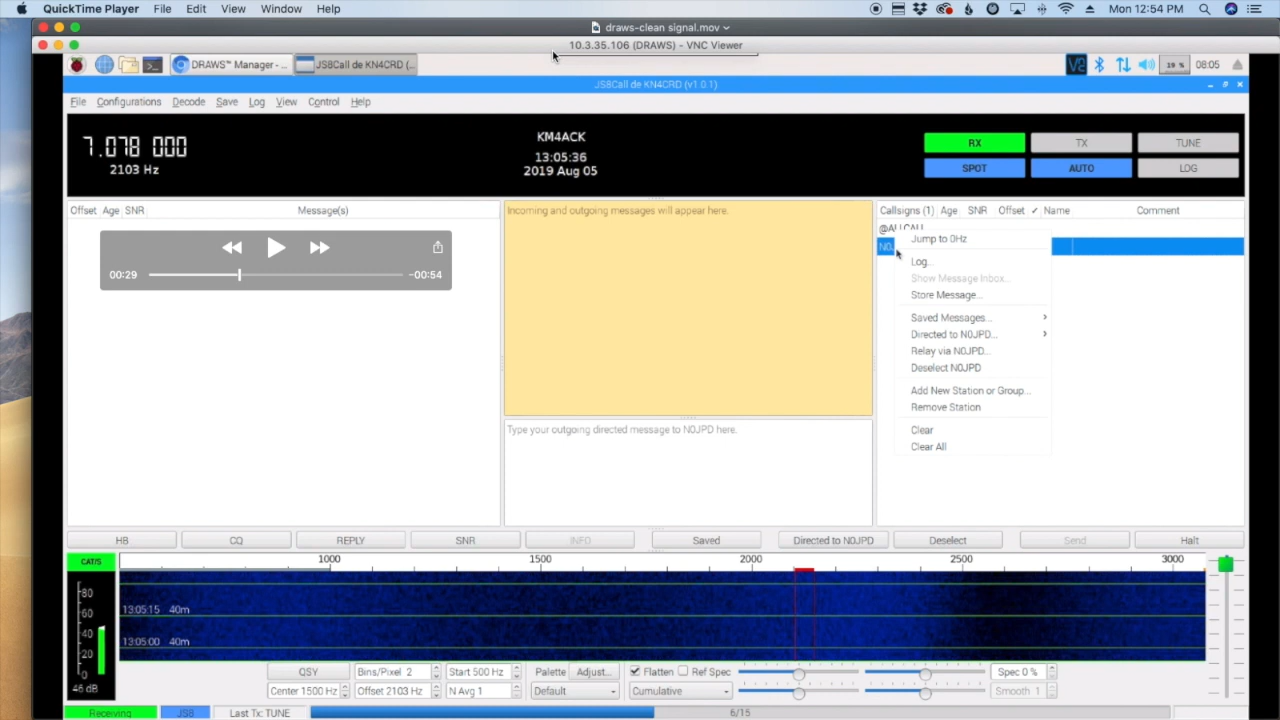 QuickTime Player File Edit View Window Help Mon 12:54 PM
draws-clean signal.mov
10.3.35.106 (DRAWS) - VNC Viewer
DRAWS™ Manager - ... JS8Call de KN4CRD (... 19 % 08:05
JS8Call de KN4CRD (v1.0.1)
File Configurations Decode Save Log View Control Help
7.078 000
2103 Hz
KM4ACK
13:05:36
2019 Aug 05
RX TX TUNE
SPOT AUTO LOG
Offset Age SNR Message(s)
Incoming and outgoing messages will appear here.
Callsigns (1) Age SNR Offset ✓ Name Comment
@ALLCALL
N0J
00:29 -00:54
Jump to 0Hz
Log...
Show Message Inbox...
Store Message...
Saved Messages...
Directed to N0JPD...
Relay via N0JPD...
Deselect N0JPD
Add New Station or Group...
Remove Station
Clear
Clear All
Type your outgoing directed message to N0JPD here.
HB CQ REPLY SNR INFO Saved Directed to N0JPD Deselect Send Halt
CAT/S 1000 1500 2000 2500 3000
80
60
40
20
0
46 dB
13:05:15 40m
13:05:00 40m
QSY Bins/Pixel 2 Start 500 Hz Palette Adjust... Flatten Ref Spec Spec 0 %
Center 1500 Hz Offset 2103 Hz N Avg 1 Default Cumulative Smooth 1
Receiving JS8 Last Tx: TUNE 6/15